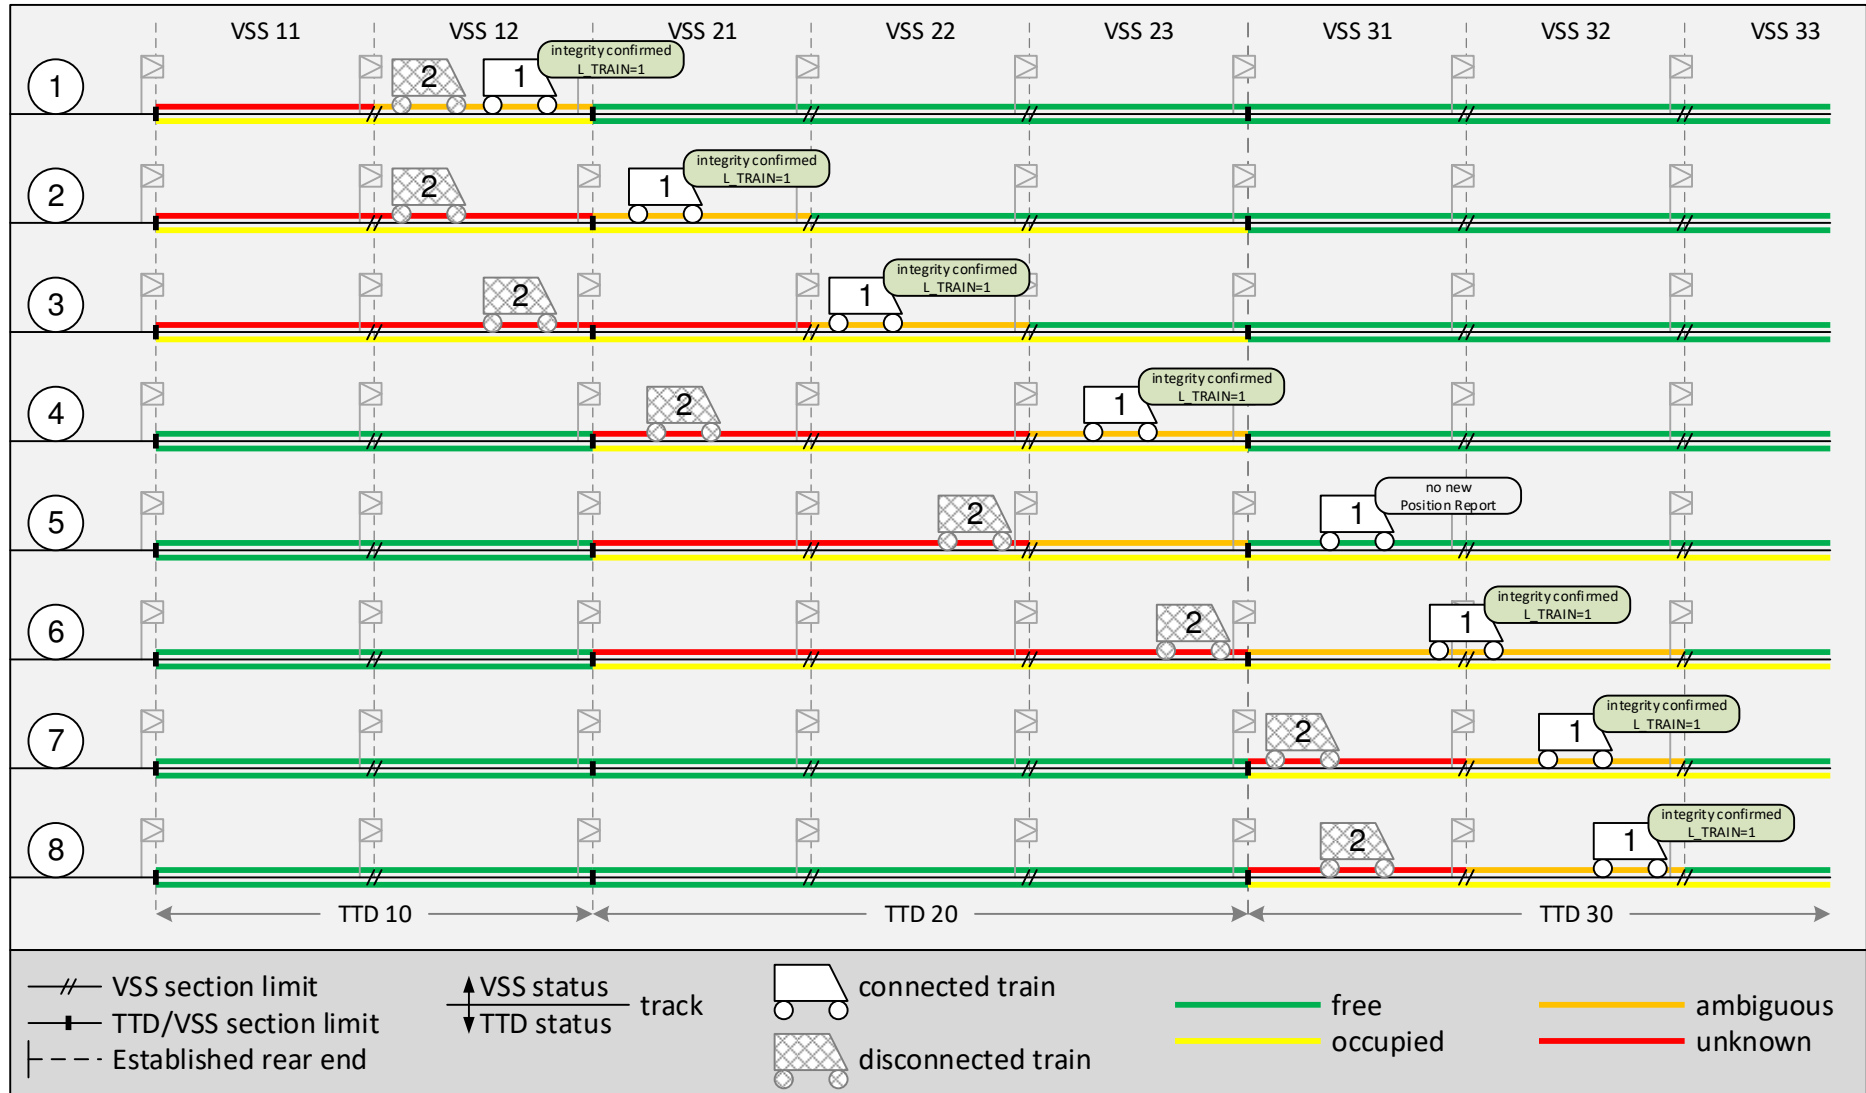 VSS 11 VSS 12 VSS 21 VSS 22 VSS 23 VSS 31 VSS 32 VSS 33
1
2
1
integrity confirmed
L_TRAIN=1
2
2
1
integrity confirmed
L_TRAIN=1
3
2
1
integrity confirmed
L_TRAIN=1
4
2
1
integrity confirmed
L_TRAIN=1
5
2
1
no new
Position Report
6
2
1
integrity confirmed
L_TRAIN=1
7
2
1
integrity confirmed
L_TRAIN=1
8
2
1
integrity confirmed
L_TRAIN=1
TTD 10 TTD 20 TTD 30
VSS section limit
TTD/VSS section limit
Established rear end
VSS status
track
TTD status
connected train
disconnected train
free
occupied
ambiguous
unknown